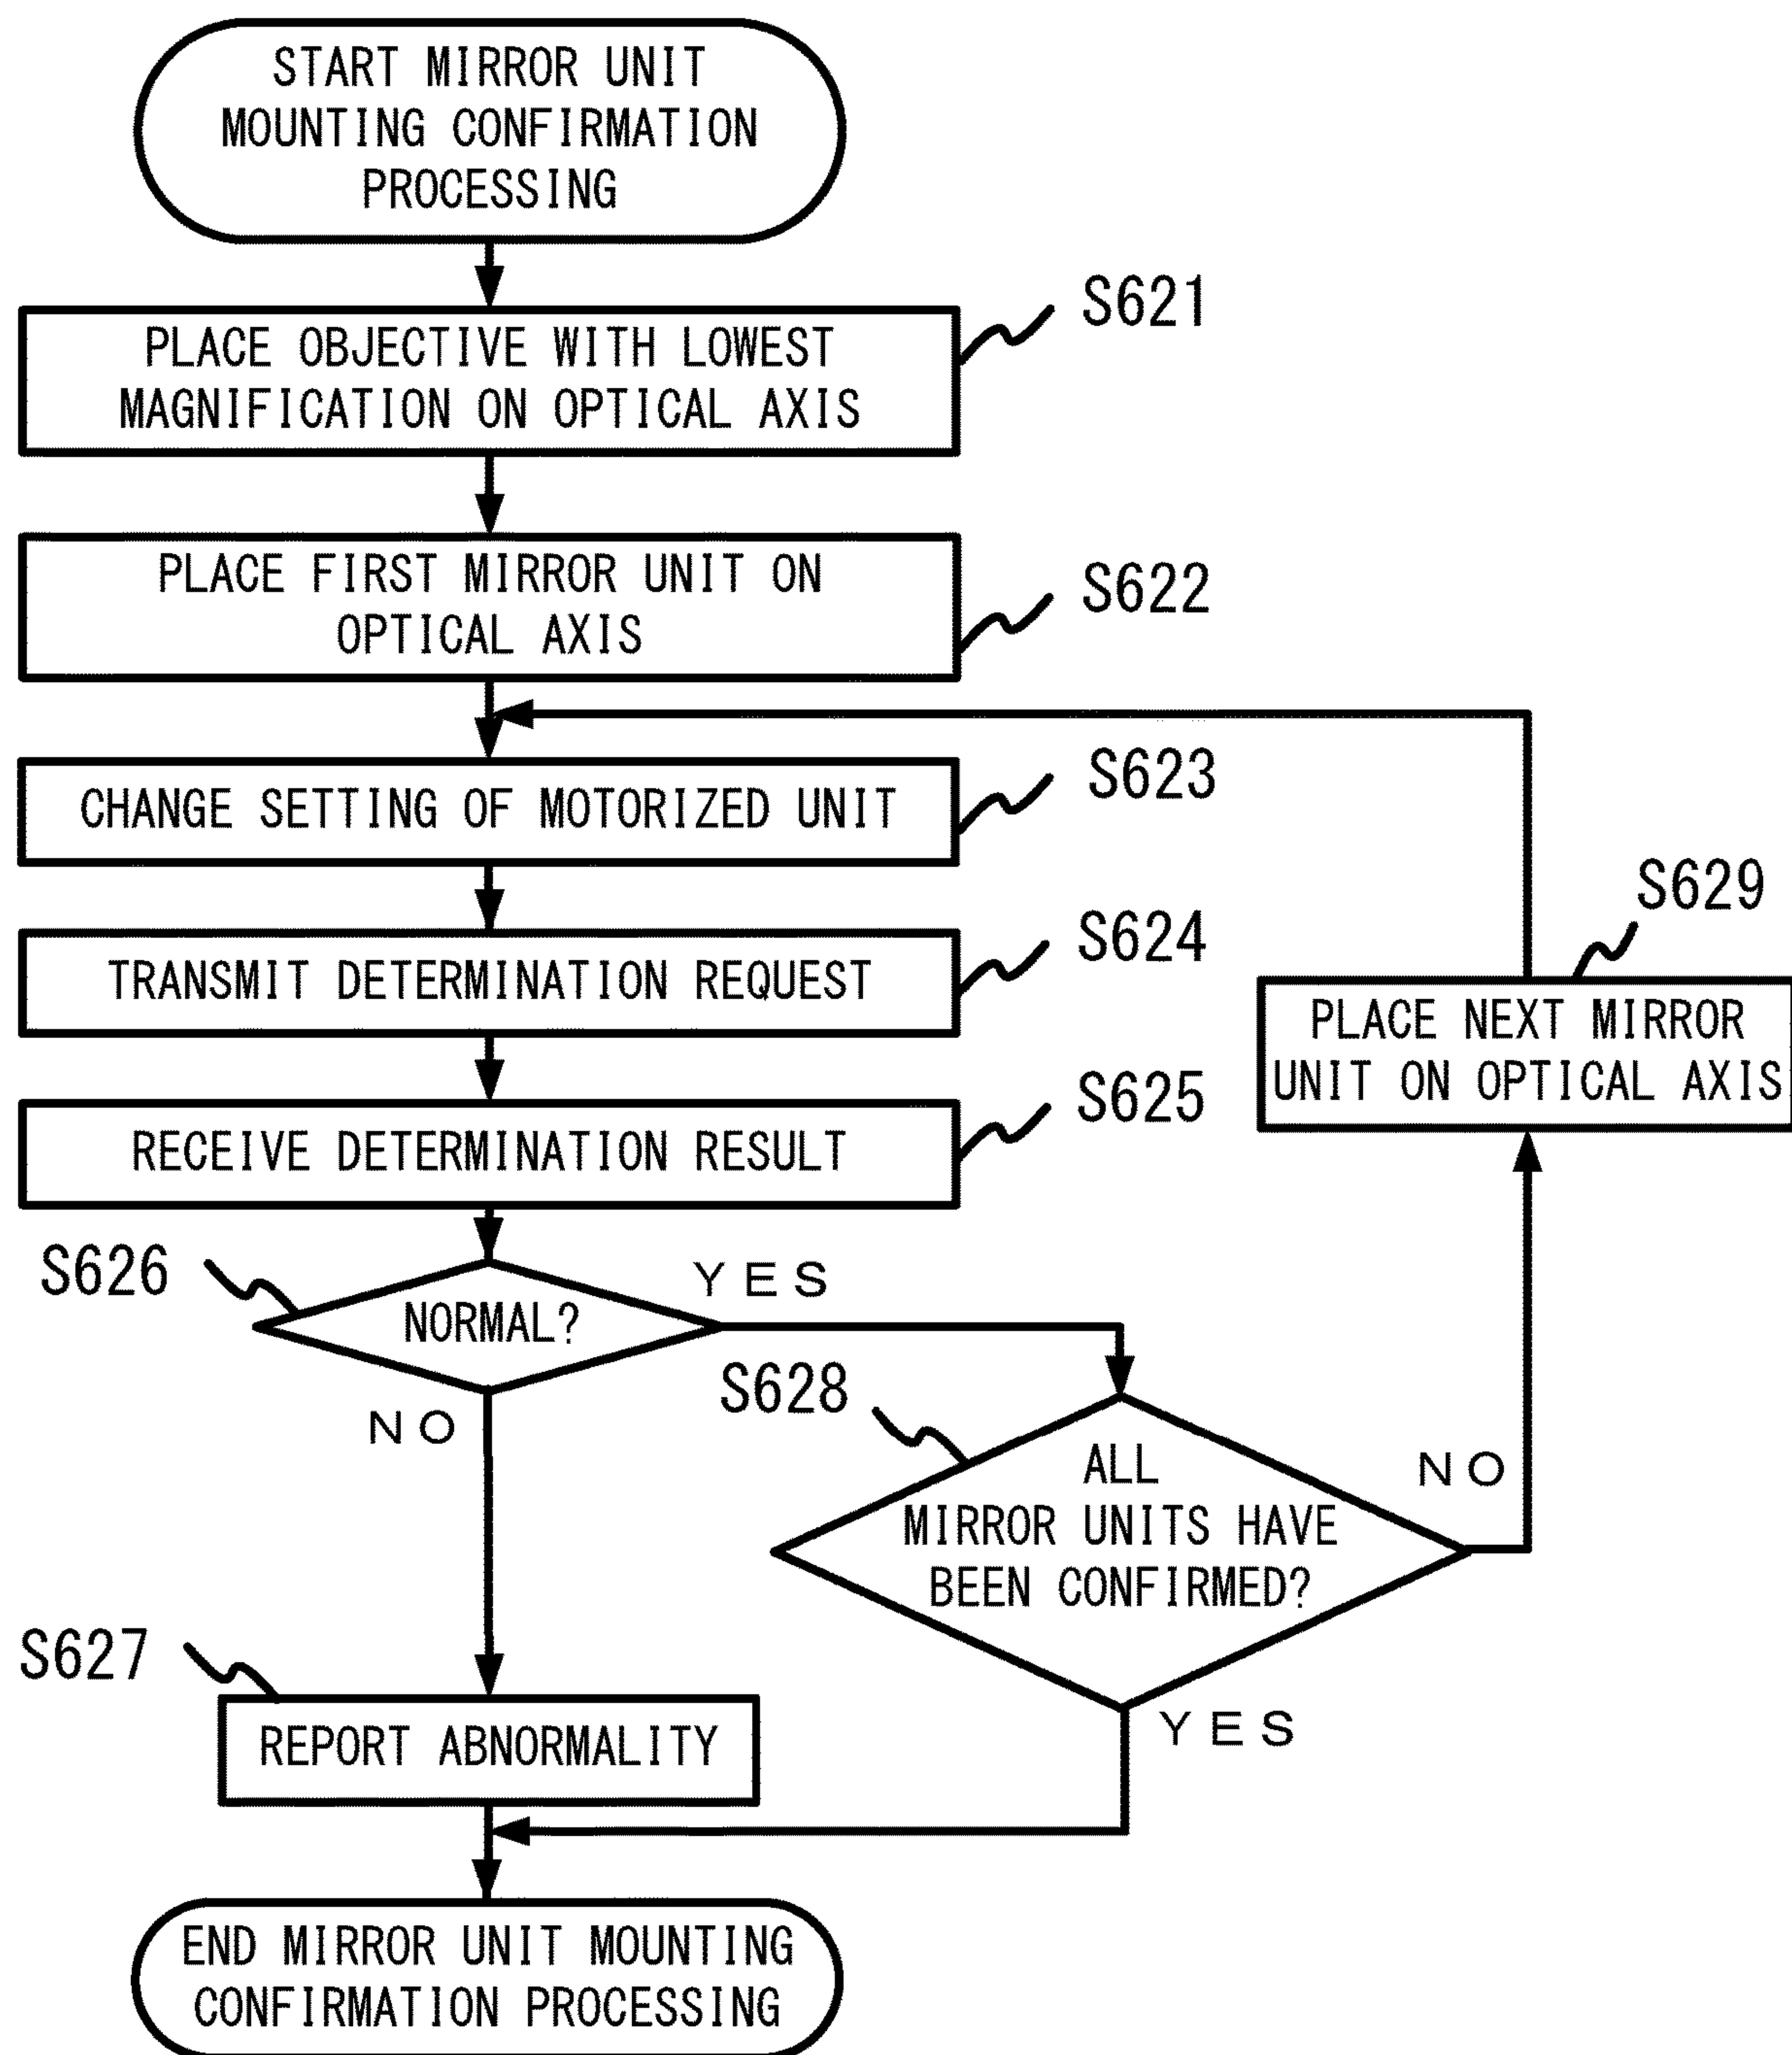 START MIRROR UNIT
MOUNTING CONFIRMATION
PROCESSING
S621
PLACE OBJECTIVE WITH LOWEST
MAGNIFICATION ON OPTICAL AXIS
S622
PLACE FIRST MIRROR UNIT ON
OPTICAL AXIS
S623
CHANGE SETTING OF MOTORIZED UNIT
S624
TRANSMIT DETERMINATION REQUEST
S629
PLACE NEXT MIRROR
UNIT ON OPTICAL AXIS
S625
RECEIVE DETERMINATION RESULT
S626
YES
NORMAL?
NO
S628
ALL
MIRROR UNITS HAVE
BEEN CONFIRMED?
NO
YES
S627
REPORT ABNORMALITY
END MIRROR UNIT MOUNTING
CONFIRMATION PROCESSING